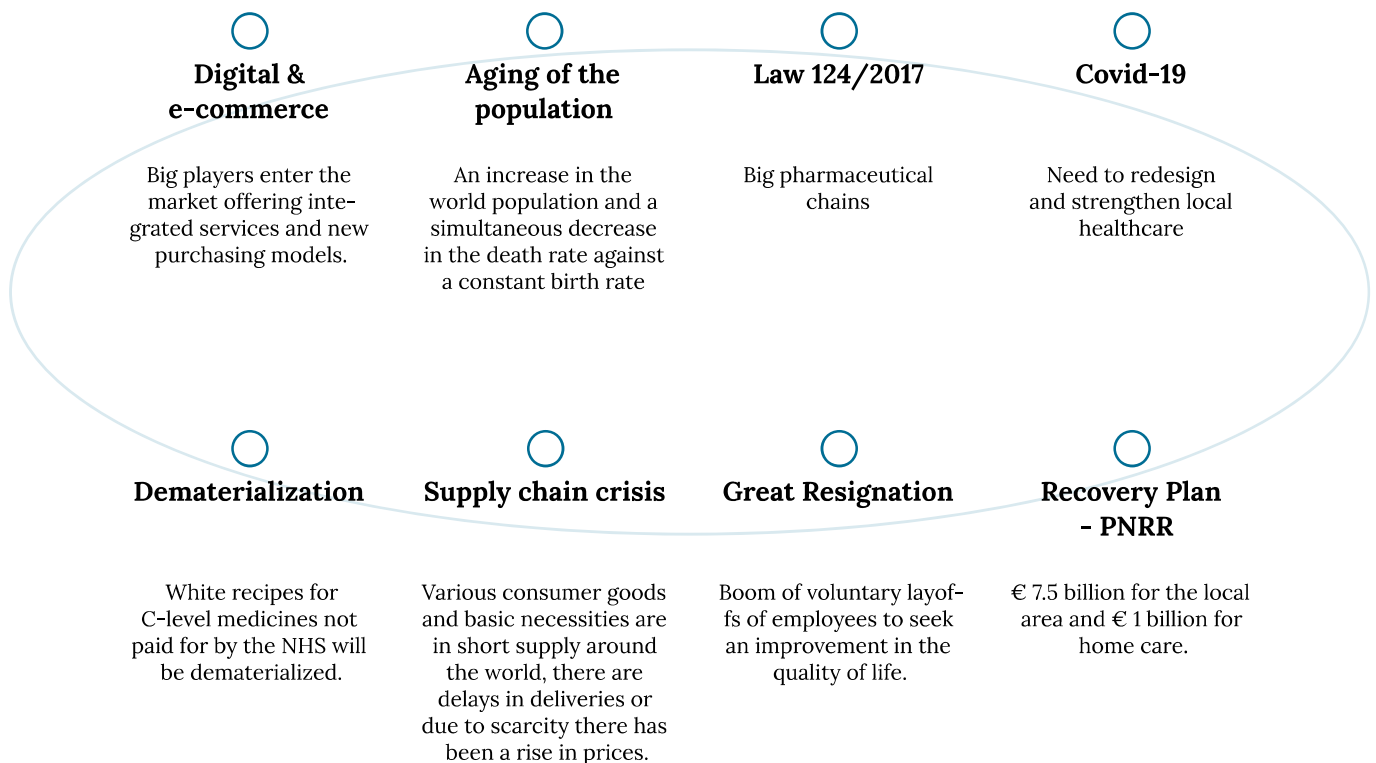 Digital &
e-commerce
Big players enter the
market offering inte-
grated services and new
purchasing models.
Aging of the
population
An increase in the
world population and a
simultaneous decrease
in the death rate against
a constant birth rate
Law 124/2017
Big pharmaceutical
chains
Covid-19
Need to redesign
and strengthen local
healthcare
Dematerialization
White recipes for
C-level medicines not
paid for by the NHS will
be dematerialized.
Supply chain crisis
Various consumer goods
and basic necessities are
in short supply around
the world, there are
delays in deliveries or
due to scarcity there has
been a rise in prices.
Great Resignation
Boom of voluntary layof-
fs of employees to seek
an improvement in the
quality of life.
Recovery Plan
- PNRR
€ 7.5 billion for the local
area and € 1 billion for
home care.